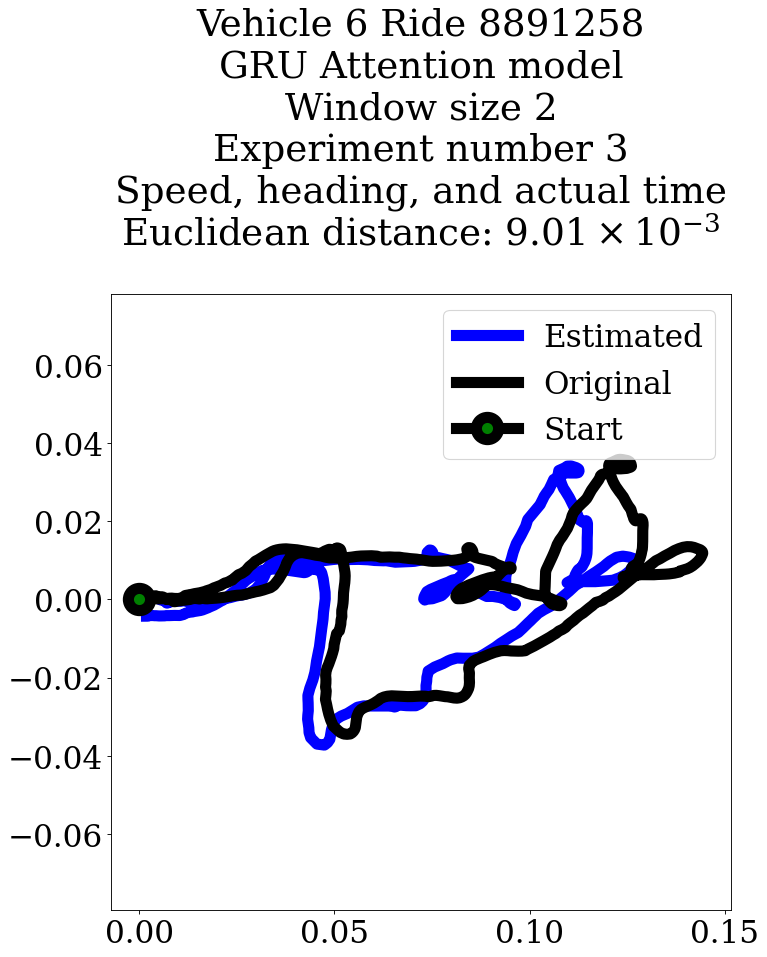 Vehicle 6 Ride 8891258
GRU Attention model
Window size 2
Experiment number 3
Speed, heading, and actual time
Euclidean distance: 9.01 × 10⁻³
Estimated
Original
Start
0.06
0.04
0.02
0.00
−0.02
−0.04
−0.06
0.00 0.05 0.10 0.15